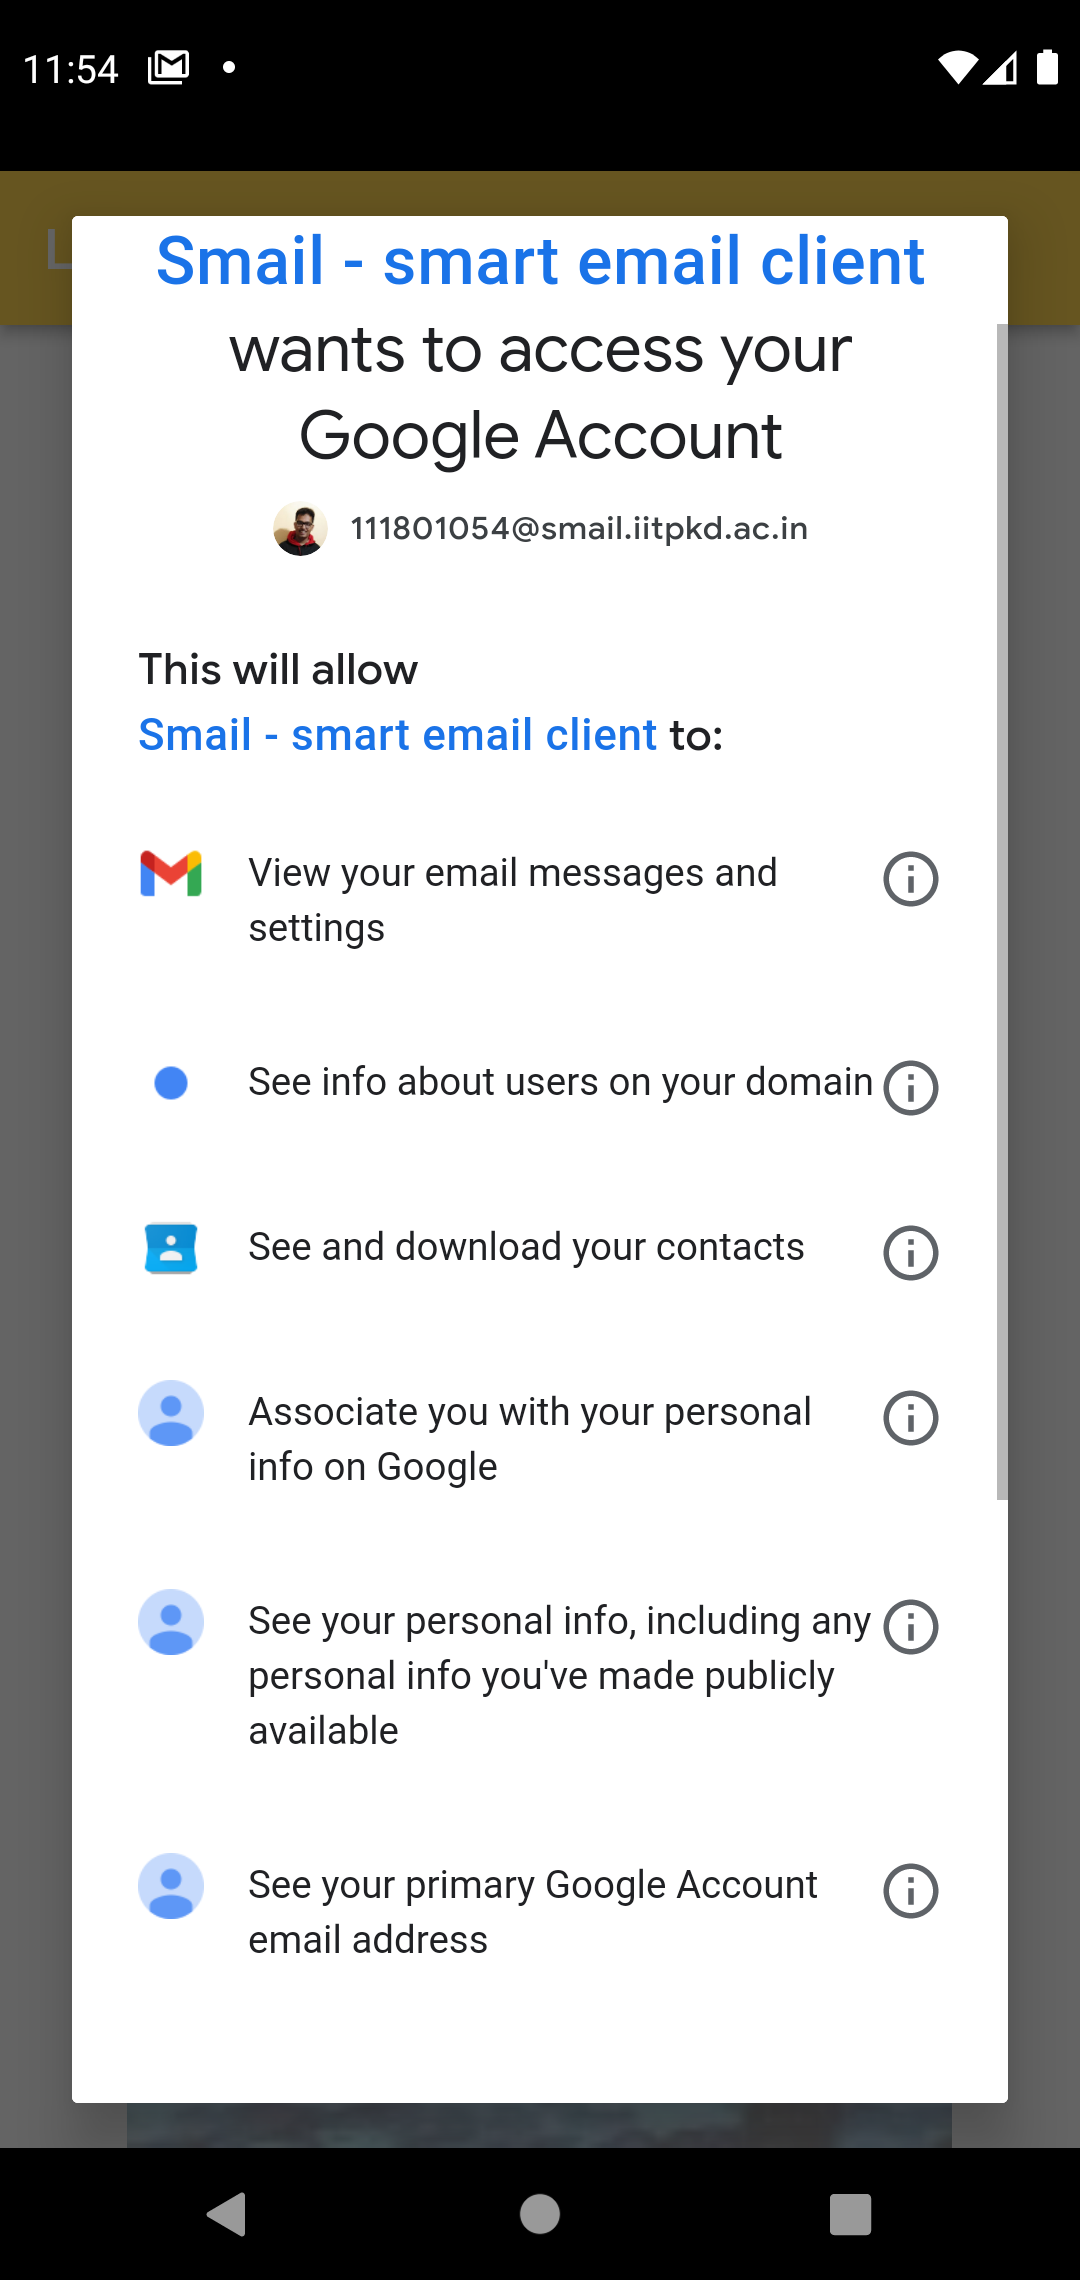 11:54
L
Smail - smart email client
wants to access your
Google Account
111801054@smail.iitpkd.ac.in
This will allow
Smail - smart email client to:
View your email messages and
settings
See info about users on your domain
See and download your contacts
Associate you with your personal
info on Google
See your personal info, including any
personal info you've made publicly
available
See your primary Google Account
email address